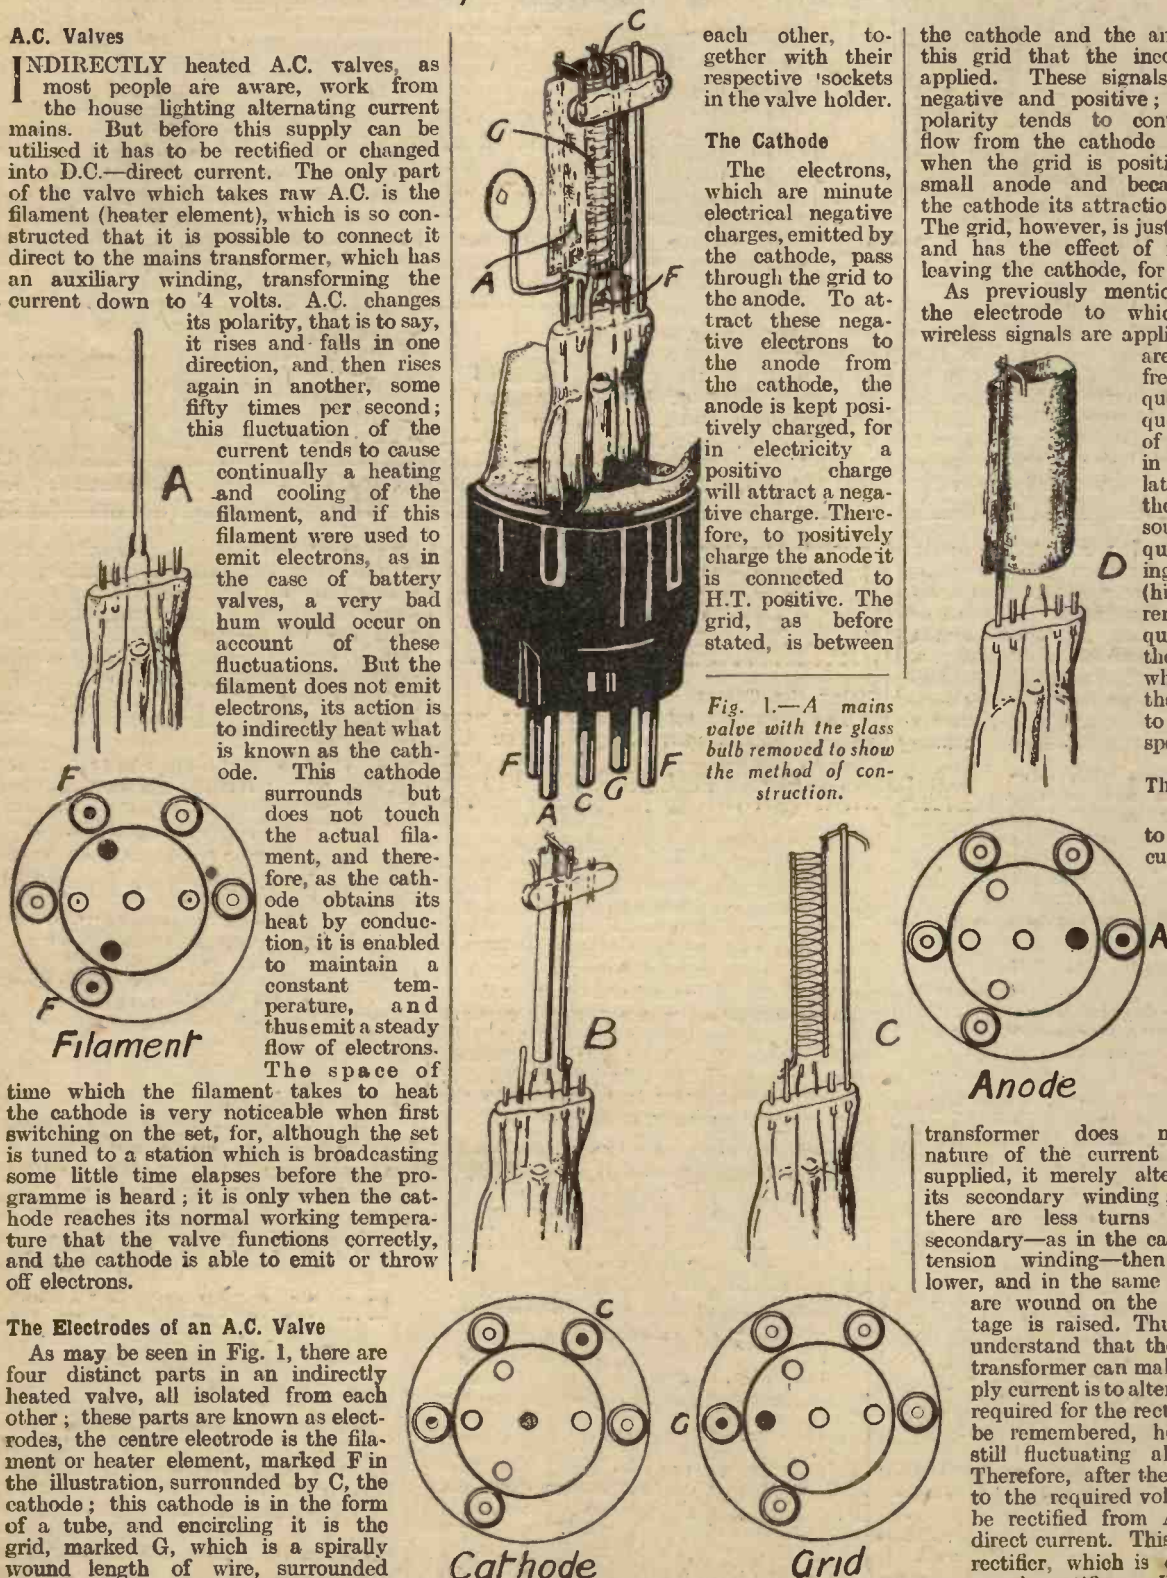 A.C. Valves
INDIRECTLY heated A.C. valves, as
most people are aware, work from
the house lighting alternating current
mains. But before this supply can be
utilised it has to be rectified or changed
into D.C.—direct current. The only part
of the valve which takes raw A.C. is the
filament (heater element), which is so con-
structed that it is possible to connect it
direct to the mains transformer, which has
an auxiliary winding, transforming the
current down to 4 volts. A.C. changes
its polarity, that is to say,
it rises and falls in one
direction, and then rises
again in another, some
fifty times per second;
this fluctuation of the
current tends to cause
continually a heating
and cooling of the
filament, and if this
filament were used to
emit electrons, as in
the case of battery
valves, a very bad
hum would occur on
account of these
fluctuations. But the
filament does not emit
electrons, its action is
to indirectly heat what
is known as the cath-
ode. This cathode
surrounds but
does not touch
the actual fila-
ment, and there-
fore, as the cath-
ode obtains its
heat by conduc-
tion, it is enabled
to maintain a
constant tem-
perature, and
thus emit a steady
flow of electrons.
The space of
time which the filament takes to heat
the cathode is very noticeable when first
switching on the set, for, although the set
is tuned to a station which is broadcasting
some little time elapses before the pro-
gramme is heard; it is only when the cat-
hode reaches its normal working tempera-
ture that the valve functions correctly,
and the cathode is able to emit or throw
off electrons.
A
F
F
Filament
The Electrodes of an A.C. Valve
As may be seen in Fig. 1, there are
four distinct parts in an indirectly
heated valve, all isolated from each
other; these parts are known as elect-
rodes, the centre electrode is the fila-
ment or heater element, marked F in
the illustration, surrounded by C, the
cathode; this cathode is in the form
of a tube, and encircling it is the
grid, marked G, which is a spirally
wound length of wire, surrounded
C
G
A
F
F
A
C
G
F
B
C
C
Cathode
G
Grid
each other, to-
gether with their
respective sockets
in the valve holder.
The Cathode
The electrons,
which are minute
electrical negative
charges, emitted by
the cathode, pass
through the grid to
the anode. To at-
tract these nega-
tive electrons to
the anode from
the cathode, the
anode is kept posi-
tively charged, for
in electricity a
positive charge
will attract a nega-
tive charge. There-
fore, to positively
charge the anode it
is connected to
H.T. positive. The
grid, as before
stated, is between
Fig. 1.—A mains
valve with the glass
bulb removed to show
the method of con-
struction.
the cathode and the
this grid that the
applied. These signals
negative and positive;
polarity tends to
flow from the cathode
when the grid is
small anode and
the cathode its
The grid, however, is just
and has the effect of
leaving the cathode, for
As previously
the electrode to
wireless signals are
are
of
in
to
D
A
Anode
to
transformer does
nature of the current
supplied, it merely
its secondary winding
there are less turns
secondary—as in the
tension winding—then
lower, and in the same
are wound on the
tage is raised.
understand that
transformer can
ply current is to
required for the
be remembered,
still fluctuating
Therefore, after
to the required
be rectified from
direct current. This
rectifier, which is